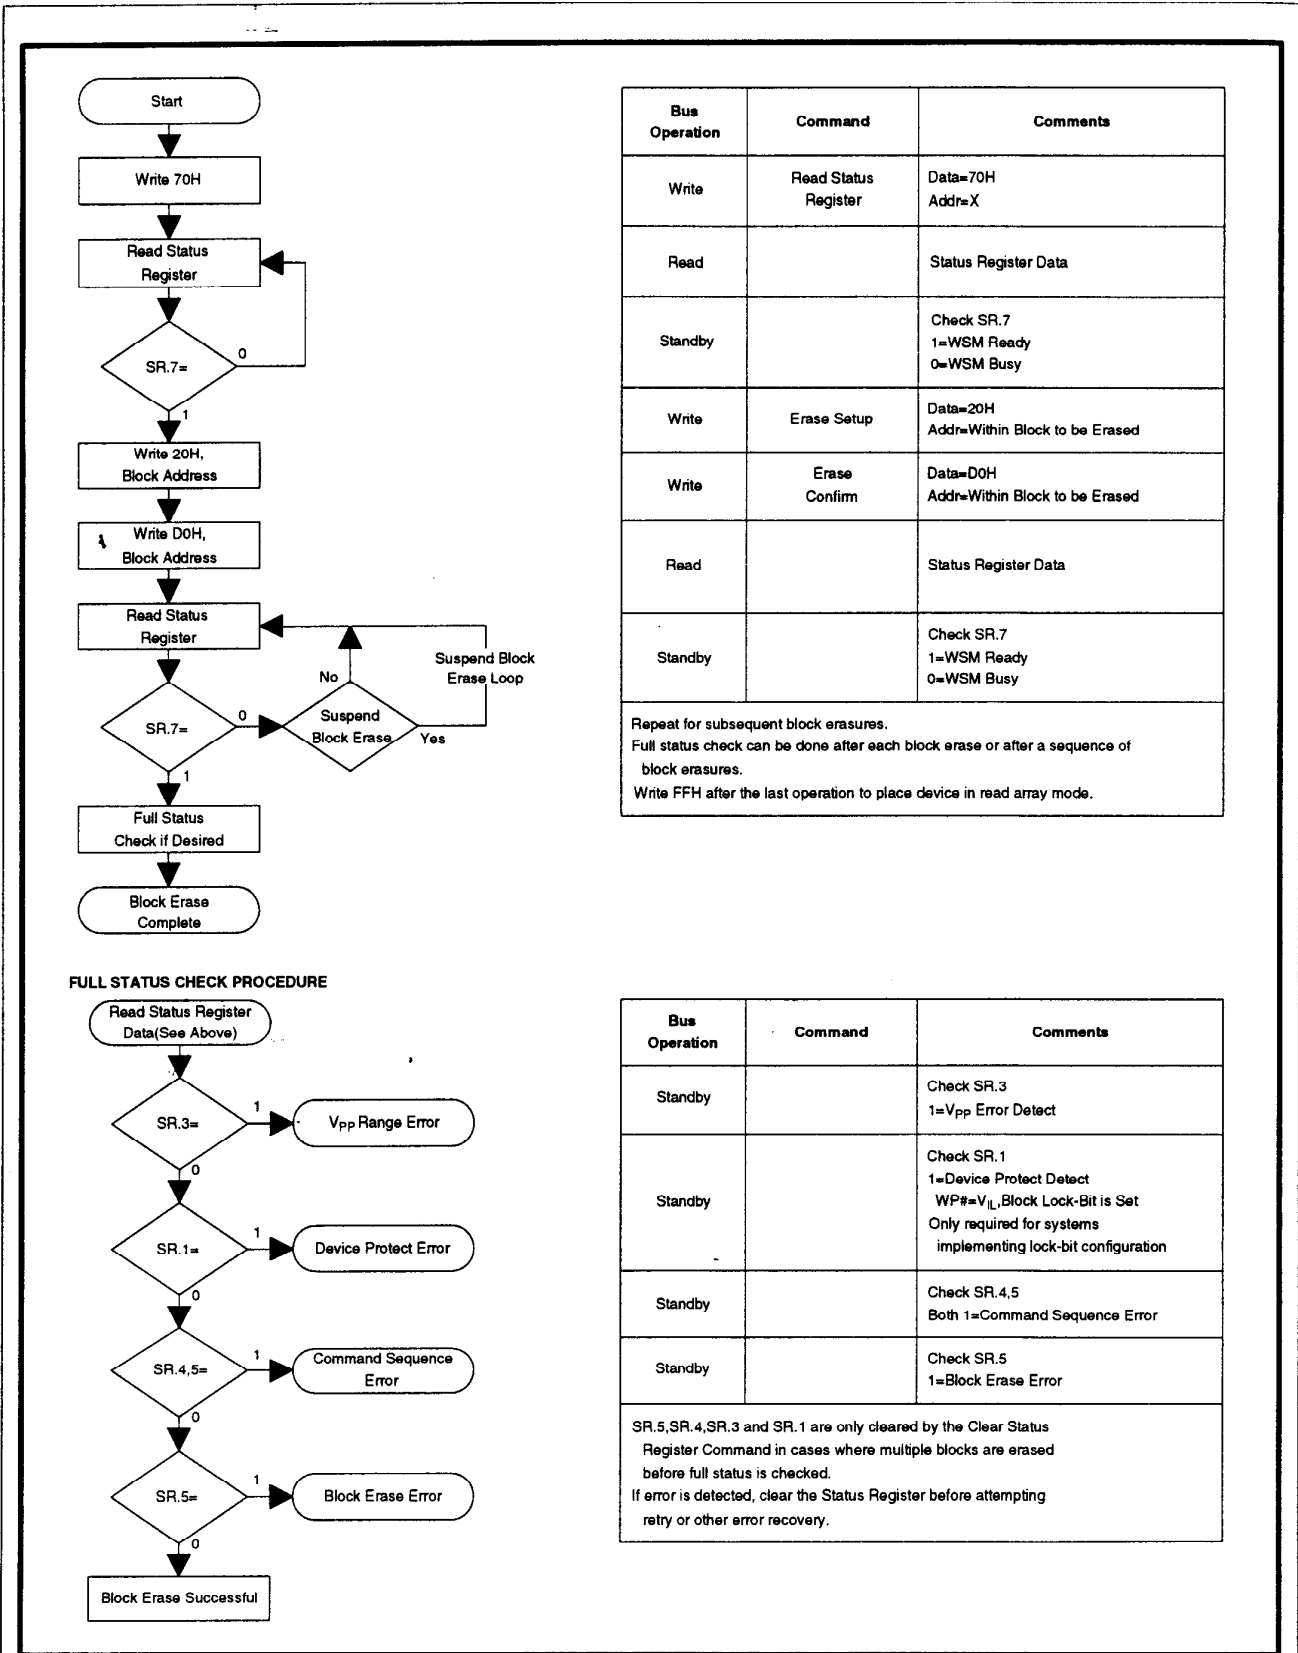 Start
Write 70H
Read Status
Register
SR.7=
0
1
Write 20H,
Block Address
Write D0H,
Block Address
Read Status
Register
SR.7=
0
1
Suspend
Block Erase
No
Yes
Suspend Block
Erase Loop
Full Status
Check if Desired
Block Erase
Complete
Bus
Operation
Command
Comments
Write
Read Status
Register
Data=70H
Addr=X
Read
Status Register Data
Standby
Check SR.7
1=WSM Ready
0=WSM Busy
Write
Erase Setup
Data=20H
Addr=Within Block to be Erased
Write
Erase
Confirm
Data=D0H
Addr=Within Block to be Erased
Read
Status Register Data
Standby
Check SR.7
1=WSM Ready
0=WSM Busy
Repeat for subsequent block erasures.
Full status check can be done after each block erase or after a sequence of
block erasures.
Write FFH after the last operation to place device in read array mode.
FULL STATUS CHECK PROCEDURE
Read Status Register
Data(See Above)
SR.3=
1
VPP Range Error
0
SR.1=
1
Device Protect Error
0
SR.4,5=
1
Command Sequence
Error
0
SR.5=
1
Block Erase Error
0
Block Erase Successful
Bus
Operation
Command
Comments
Standby
Check SR.3
1=VPP Error Detect
Standby
Check SR.1
1=Device Protect Detect
WP#=VIL,Block Lock-Bit is Set
Only required for systems
implementing lock-bit configuration
Standby
Check SR.4,5
Both 1=Command Sequence Error
Standby
Check SR.5
1=Block Erase Error
SR.5,SR.4,SR.3 and SR.1 are only cleared by the Clear Status
Register Command in cases where multiple blocks are erased
before full status is checked.
If error is detected, clear the Status Register before attempting
retry or other error recovery.